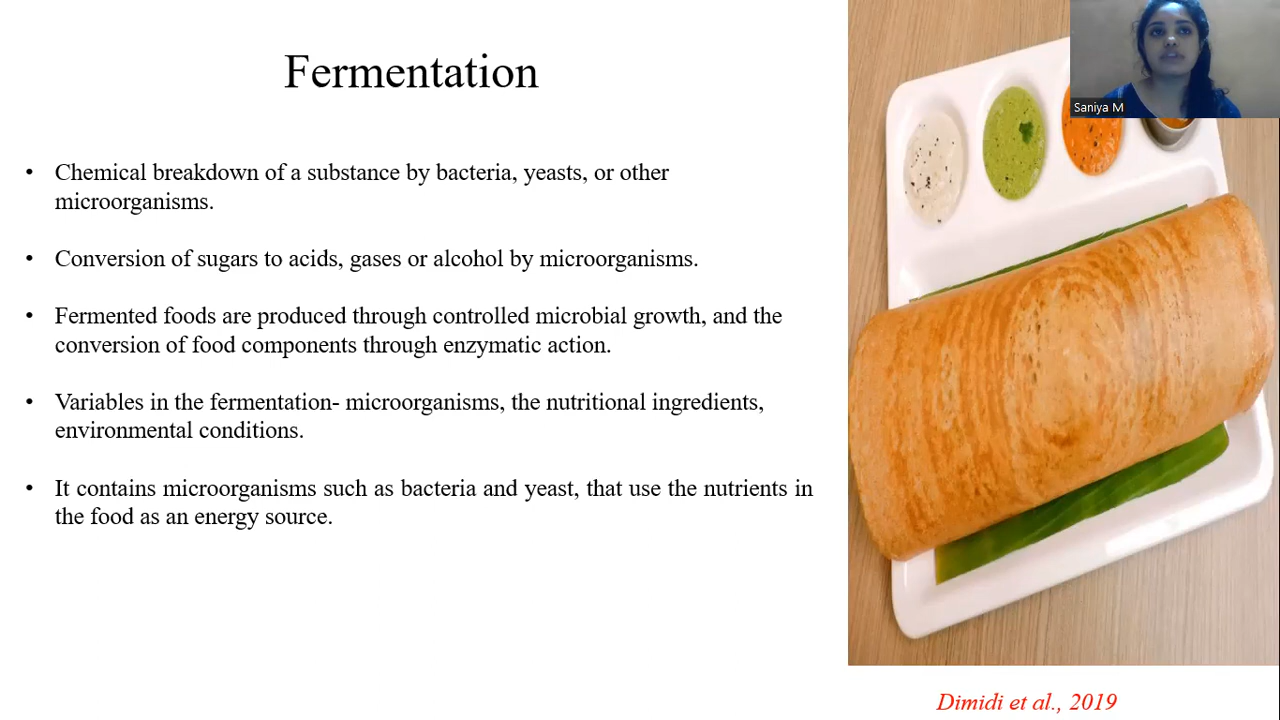 Fermentation
Saniya M
• Chemical breakdown of a substance by bacteria, yeasts, or other
microorganisms.
• Conversion of sugars to acids, gases or alcohol by microorganisms.
• Fermented foods are produced through controlled microbial growth, and the
conversion of food components through enzymatic action.
• Variables in the fermentation- microorganisms, the nutritional ingredients,
environmental conditions.
• It contains microorganisms such as bacteria and yeast, that use the nutrients in
the food as an energy source.
Dimidi et al., 2019